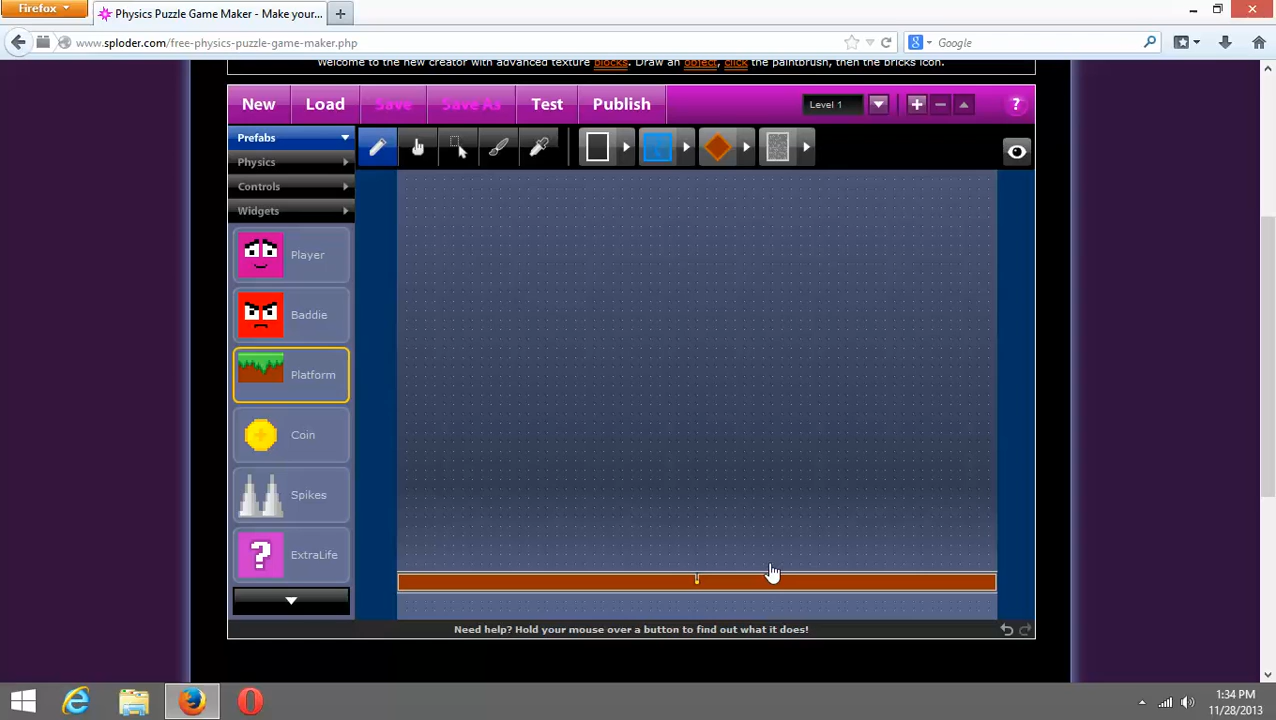 Firefox
Physics Puzzle Game Maker - Make your...
www.sploder.com/free-physics-puzzle-game-maker.php
Google
Welcome to the new creator with advanced texture blocks. Draw an object, click the paintbrush, then the bricks icon.
New Load Save Save As Test Publish Level 1 + - ?
Prefabs
Physics
Controls
Widgets
Player
Baddie
Platform
Coin
Spikes
? ExtraLife
Need help? Hold your mouse over a button to find out what it does!
1:34 PM
11/28/2013